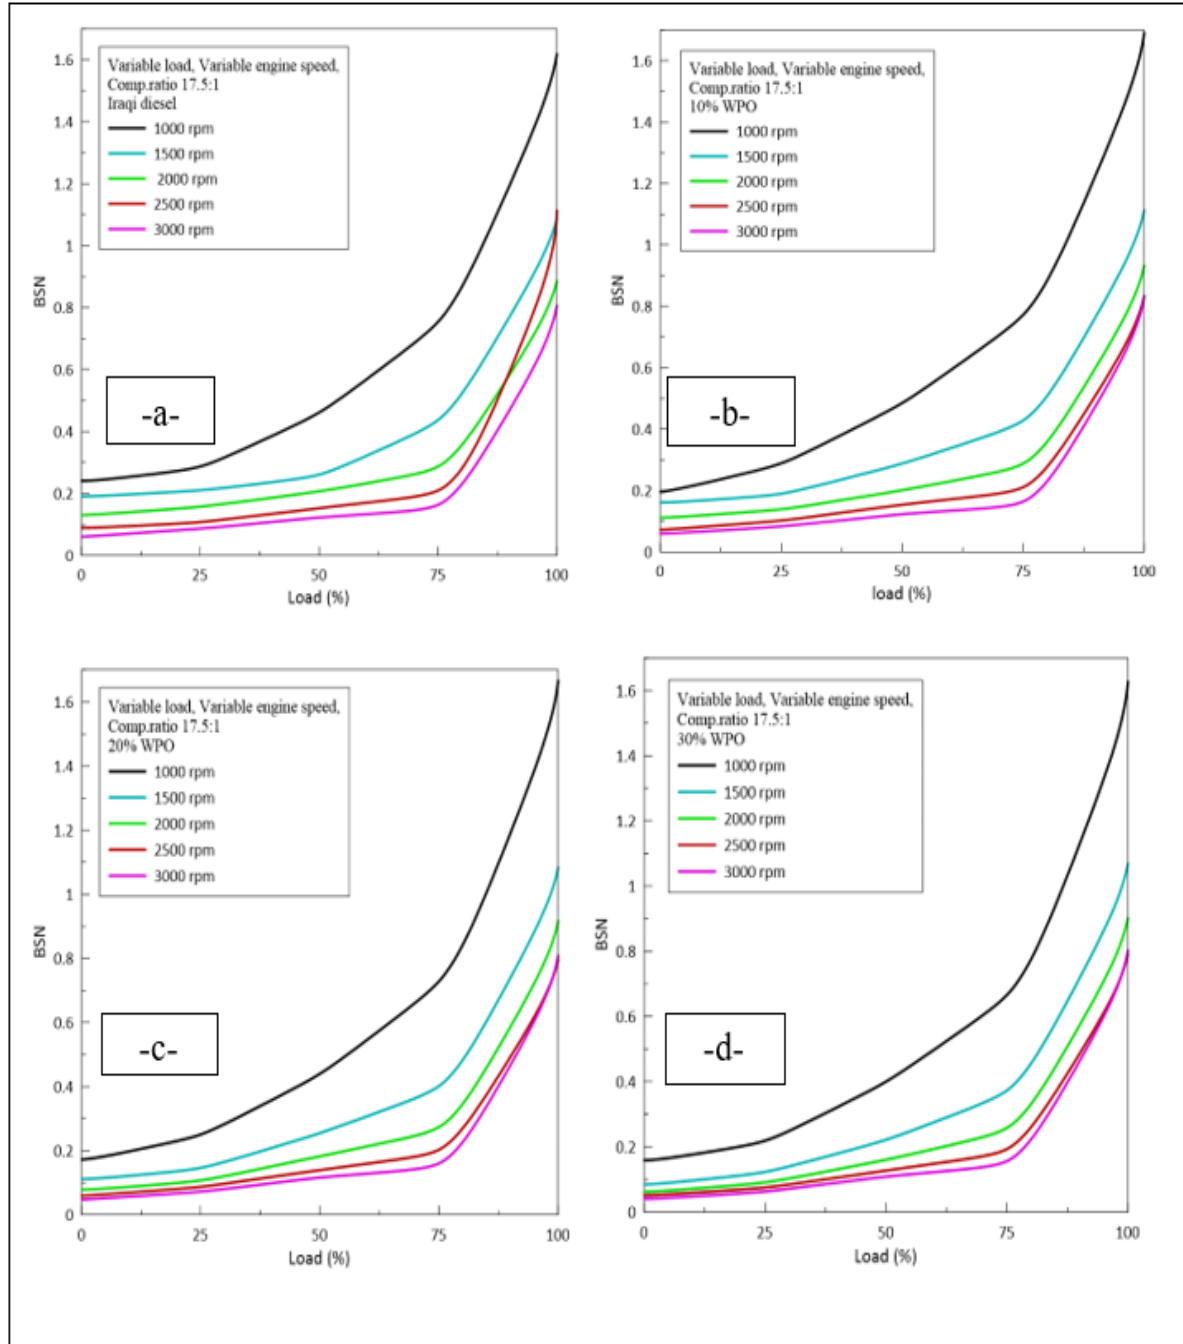 Variable load, Variable engine speed,
Comp.ratio 17.5:1
Iraqi diesel
1000 rpm
1500 rpm
2000 rpm
2500 rpm
3000 rpm
-a-
BSN
1.6
1.4
1.2
1
0.8
0.6
0.4
0.2
0
0 25 50 75 100
Load (%)
Variable load, Variable engine speed,
Comp.ratio 17.5:1
10% WPO
1000 rpm
1500 rpm
2000 rpm
2500 rpm
3000 rpm
-b-
BSN
1.6
1.4
1.2
1
0.8
0.6
0.4
0.2
0
0 25 50 75 100
load (%)
Variable load, Variable engine speed,
Comp.ratio 17.5:1
20% WPO
1000 rpm
1500 rpm
2000 rpm
2500 rpm
3000 rpm
-c-
BSN
1.6
1.4
1.2
1
0.8
0.6
0.4
0.2
0
0 25 50 75 100
Load (%)
Variable load, Variable engine speed,
Comp.ratio 17.5:1
30% WPO
1000 rpm
1500 rpm
2000 rpm
2500 rpm
3000 rpm
-d-
BSN
1.6
1.4
1.2
1
0.8
0.6
0.4
0.2
0
0 25 50 75 100
Load (%)